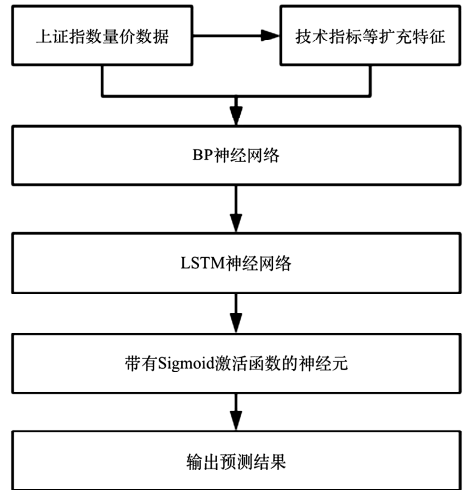 上证指数量价数据
技术指标等扩充特征
BP神经网络
LSTM神经网络
带有Sigmoid激活函数的神经元
输出预测结果